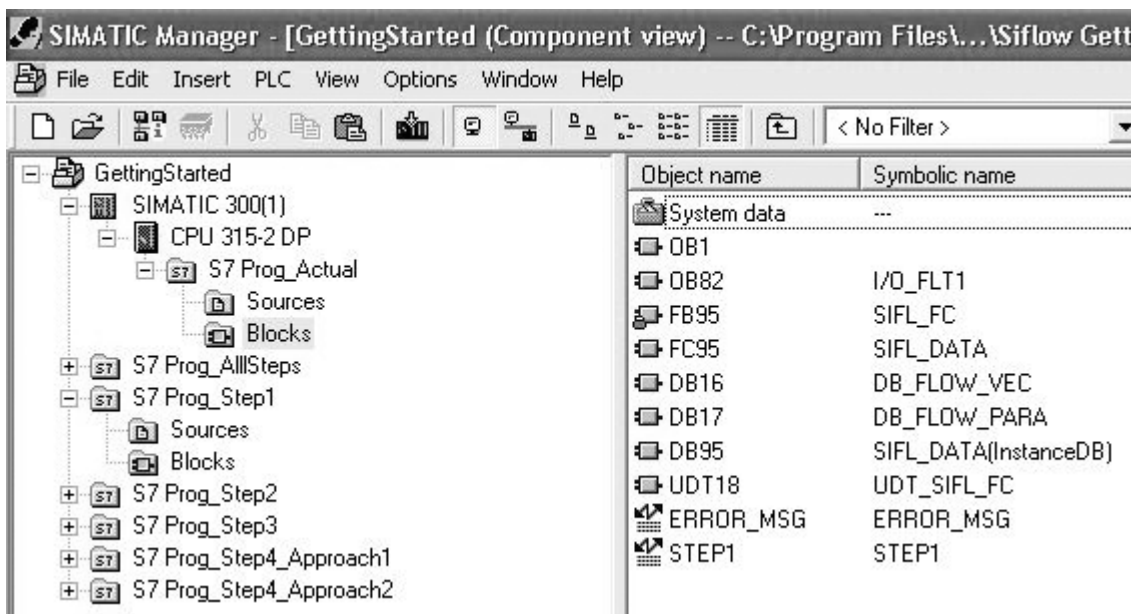 SIMATIC Manager - [GettingStarted (Component view) -- C:\Program Files\...\Siflow Gett
File Edit Insert PLC View Options Window Help
< No Filter >
GettingStarted
SIMATIC 300(1)
CPU 315-2 DP
S7 Prog_Actual
Sources
Blocks
S7 Prog_AlllSteps
S7 Prog_Step1
Sources
Blocks
S7 Prog_Step2
S7 Prog_Step3
S7 Prog_Step4_Approach1
S7 Prog_Step4_Approach2
Object name Symbolic name
System data ---
OB1
OB82 I/O_FLT1
FB95 SIFL_FC
FC95 SIFL_DATA
DB16 DB_FLOW_VEC
DB17 DB_FLOW_PARA
DB95 SIFL_DATA(InstanceDB)
UDT18 UDT_SIFL_FC
ERROR_MSG ERROR_MSG
STEP1 STEP1